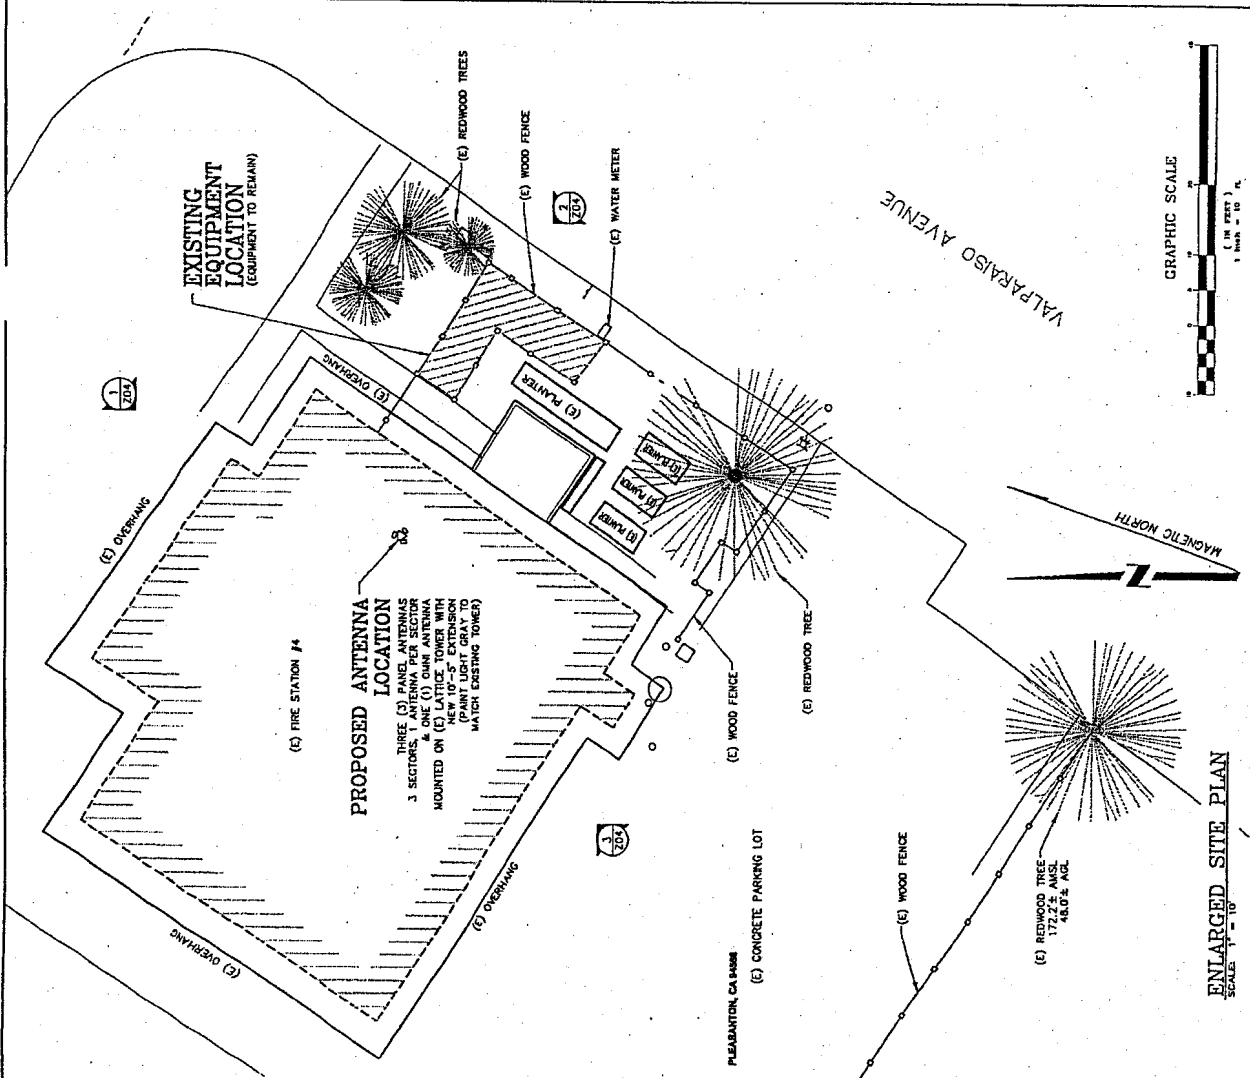 EXISTING
EQUIPMENT
LOCATION
(EQUIPMENT TO REMAIN)
(E) REDWOOD TREES
(E) WOOD FENCE
2
Z04
(E) WATER METER
VALPARAISO AVENUE
1
Z04
(E) OVERHANG
(E) OVERHANG
(E) PLANTER
(E) PLANTER
(E) PLANTER
(E) PLANTER
(E) FIRE STATION #4
PROPOSED ANTENNA
LOCATION
THREE (3) PANEL ANTENNAS
3 SECTORS, 1 ANTENNA PER SECTOR
& ONE (1) OMNI ANTENNA
MOUNTED ON (E) LATTICE TOWER WITH
NEW 10'-5" EXTENSION
(PAINT LIGHT GRAY TO
MATCH EXISTING TOWER)
(E) OVERHANG
(E) OVERHANG
3
Z04
(E) WOOD FENCE
(E) REDWOOD TREE
PLEASANTON, CA 94566
(E) CONCRETE PARKING LOT
(E) WOOD FENCE
(E) REDWOOD TREE
172.2'± AMSL
46.0'± AGL
MAGNETIC NORTH
N
GRAPHIC SCALE
( IN FEET )
1 inch = 10 ft.
ENLARGED SITE PLAN
SCALE: 1" = 10'